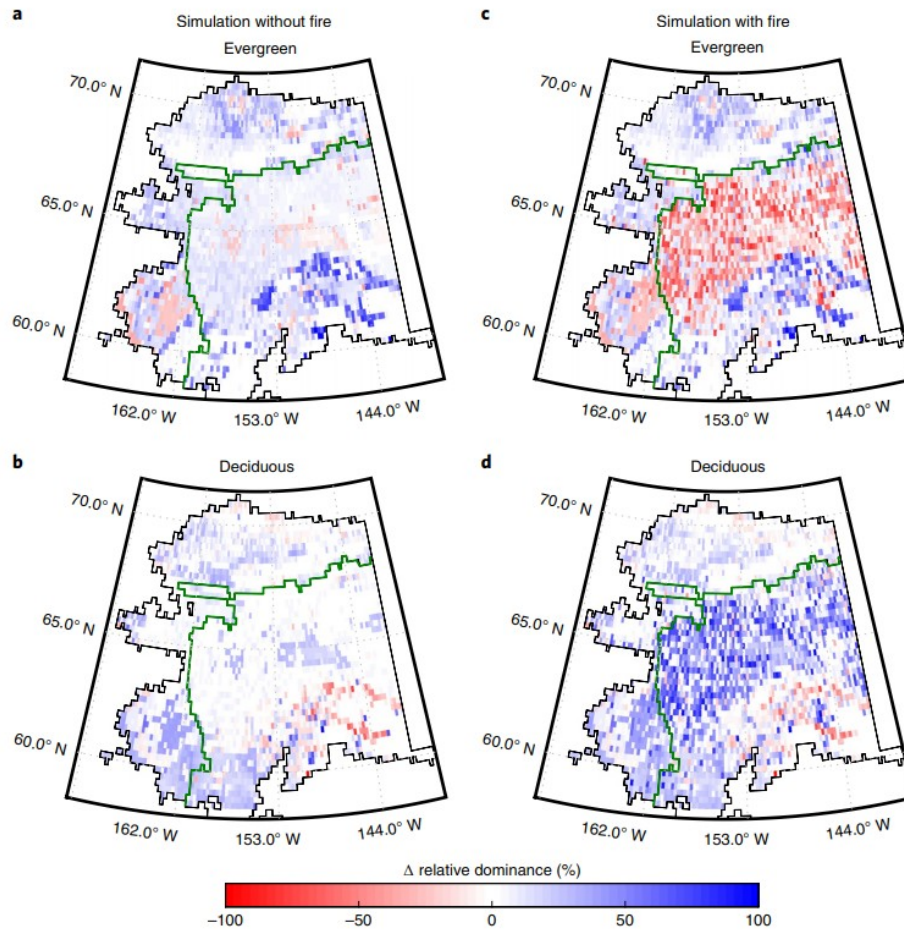 a
Simulation without fire
Evergreen
70.0° N
65.0° N
60.0° N
162.0° W
153.0° W
144.0° W
c
Simulation with fire
Evergreen
70.0° N
65.0° N
60.0° N
162.0° W
153.0° W
144.0° W
b
Deciduous
70.0° N
65.0° N
60.0° N
162.0° W
153.0° W
144.0° W
d
Deciduous
70.0° N
65.0° N
60.0° N
162.0° W
153.0° W
144.0° W
Δ relative dominance (%)
−100 −50 0 50 100